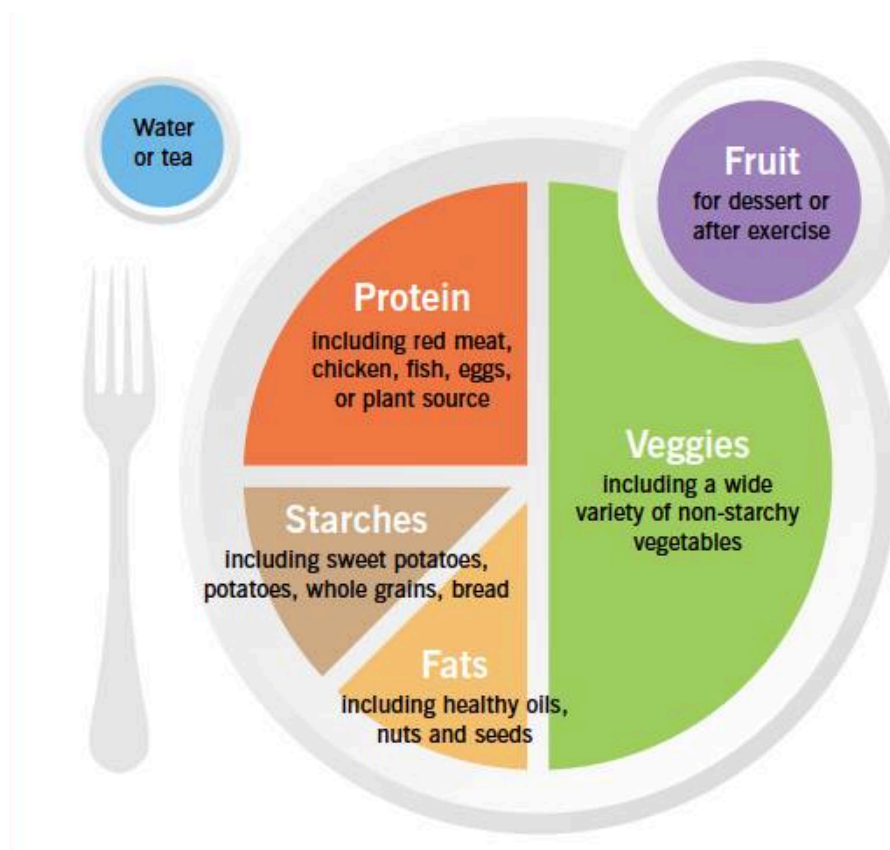 Water
or tea
Fruit
for dessert or
after exercise
Protein
including red meat,
chicken, fish, eggs,
or plant source
Veggies
including a wide
variety of non-starchy
vegetables
Starches
including sweet potatoes,
potatoes, whole grains, bread
Fats
including healthy oils,
nuts and seeds